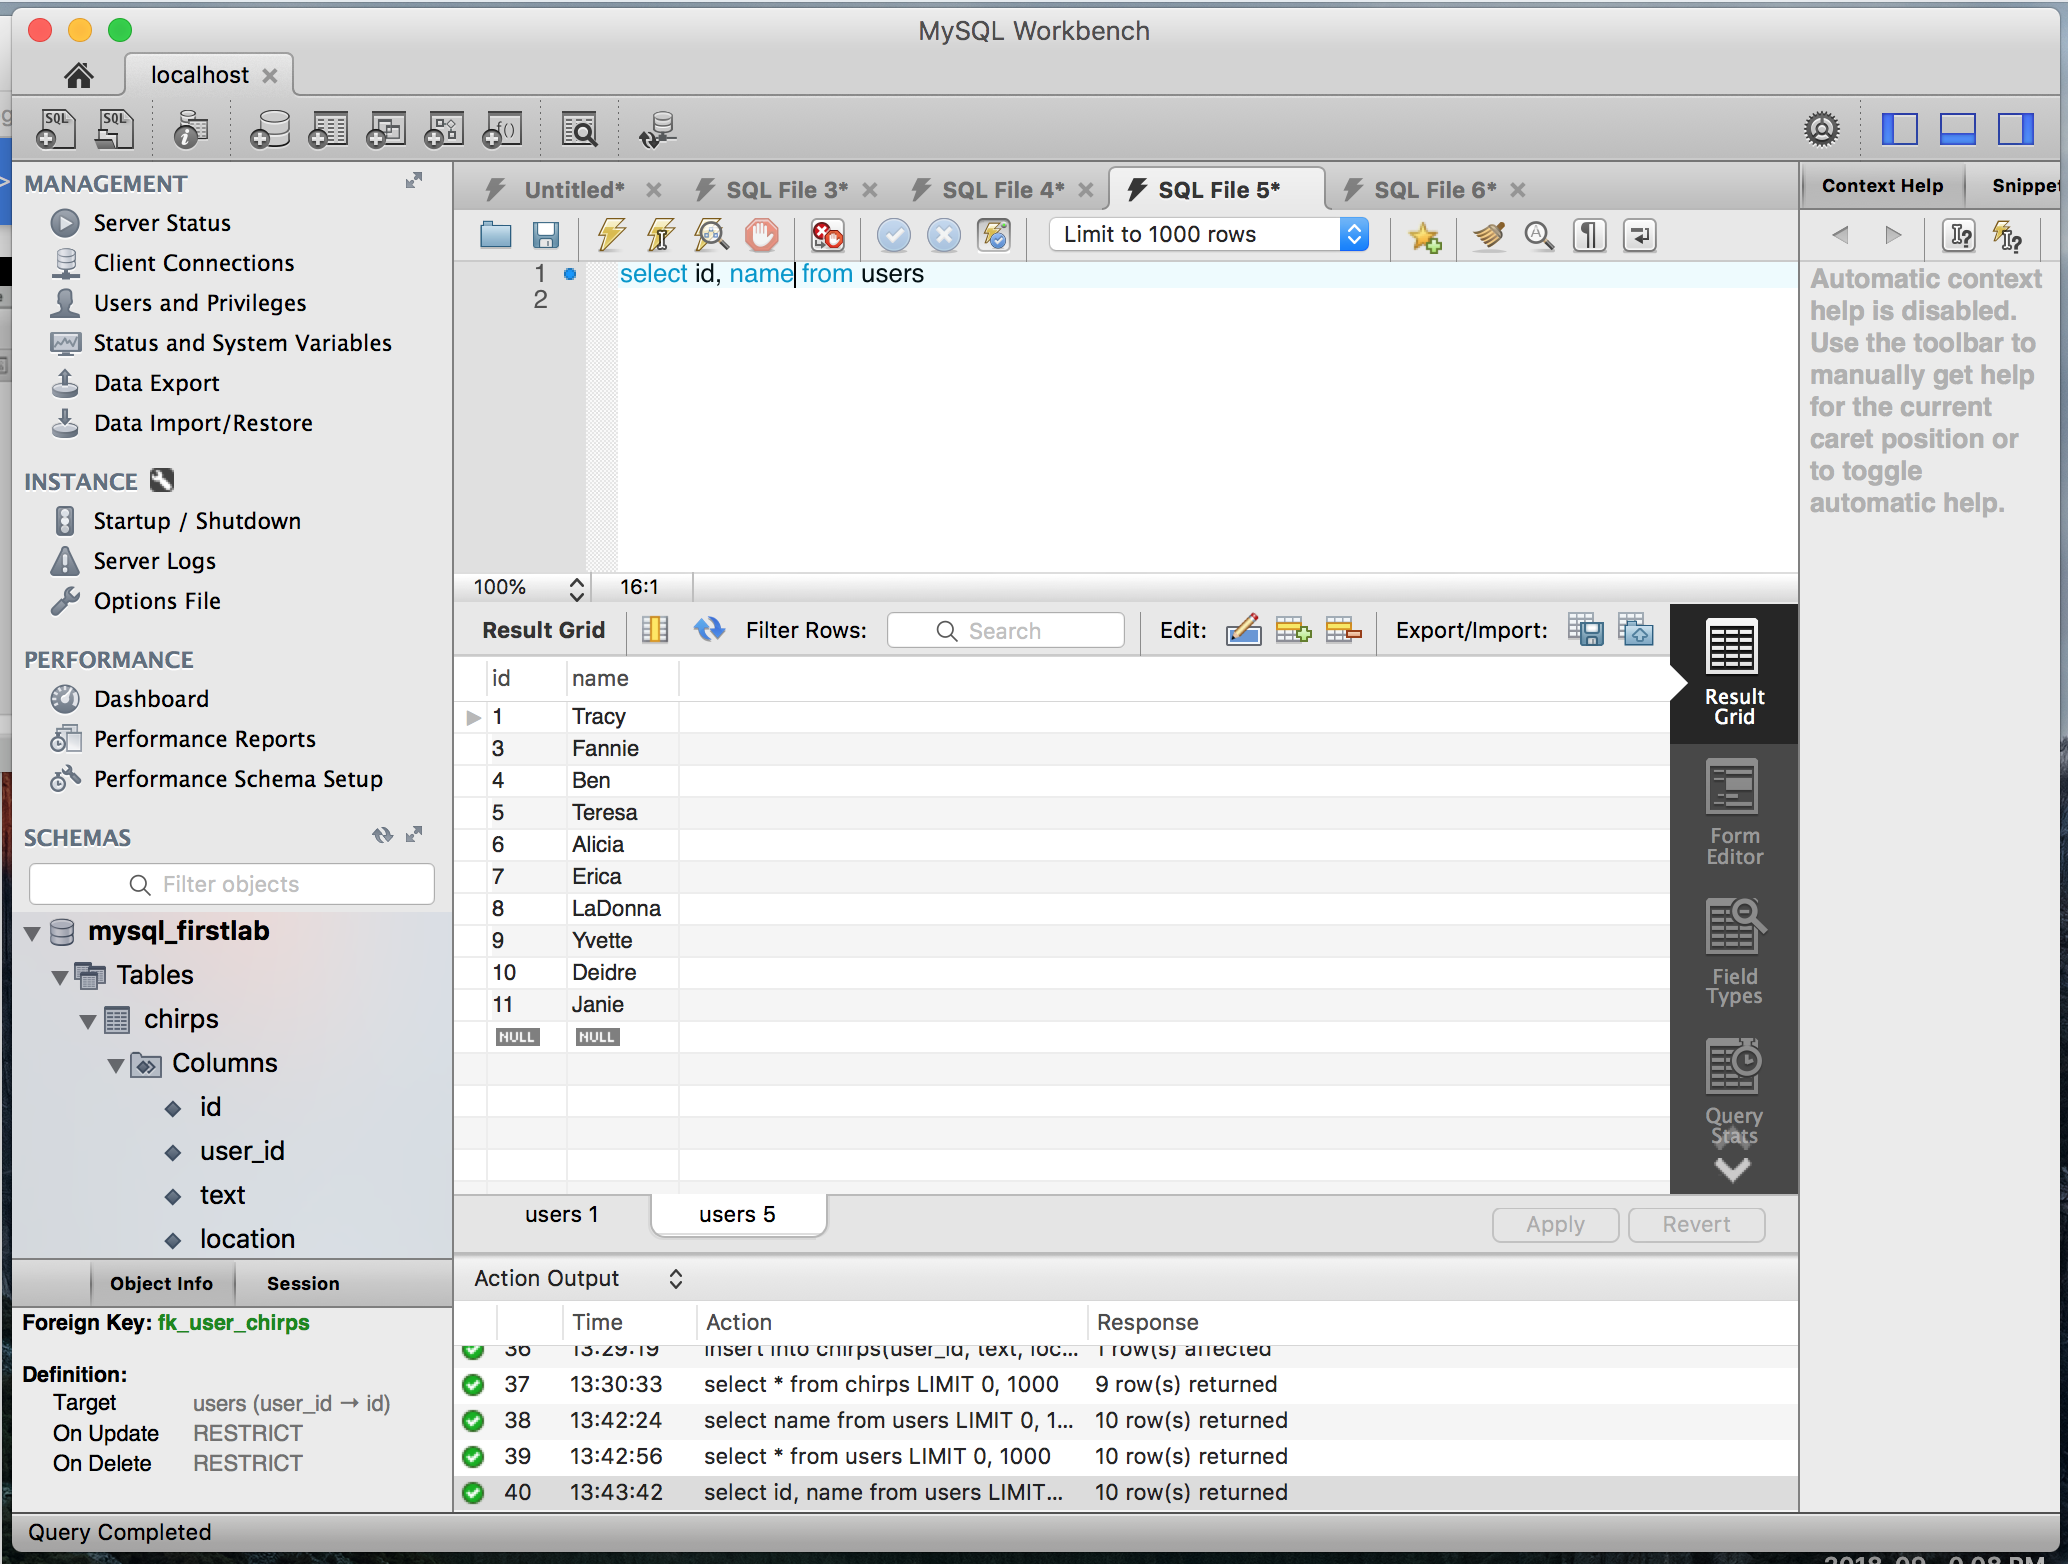 MySQL Workbench
localhost
SQL SQL
MANAGEMENT
Server Status
Client Connections
Users and Privileges
Status and System Variables
Data Export
Data Import/Restore
INSTANCE
Startup / Shutdown
Server Logs
Options File
PERFORMANCE
Dashboard
Performance Reports
Performance Schema Setup
SCHEMAS
Filter objects
mysql_firstlab
Tables
chirps
Columns
id
user_id
text
location
Object Info Session
Foreign Key: fk_user_chirps
Definition:
Target users (user_id → id)
On Update RESTRICT
On Delete RESTRICT
Untitled* SQL File 3* SQL File 4* SQL File 5* SQL File 6*
Limit to 1000 rows
1 select id, name from users
2
100% 16:1
Result Grid Filter Rows: Search Edit: Export/Import:
id name
1 Tracy
3 Fannie
4 Ben
5 Teresa
6 Alicia
7 Erica
8 LaDonna
9 Yvette
10 Deidre
11 Janie
NULL NULL
Result
Grid
Form
Editor
Field
Types
Query
Stats
users 1 users 5
Apply Revert
Action Output
Time Action Response
36 13:29:19 insert into chirps(user_id, text, loc... 1 row(s) affected
37 13:30:33 select * from chirps LIMIT 0, 1000 9 row(s) returned
38 13:42:24 select name from users LIMIT 0, 1... 10 row(s) returned
39 13:42:56 select * from users LIMIT 0, 1000 10 row(s) returned
40 13:43:42 select id, name from users LIMIT... 10 row(s) returned
Context Help Snippet
Automatic context
help is disabled.
Use the toolbar to
manually get help
for the current
caret position or
to toggle
automatic help.
Query Completed